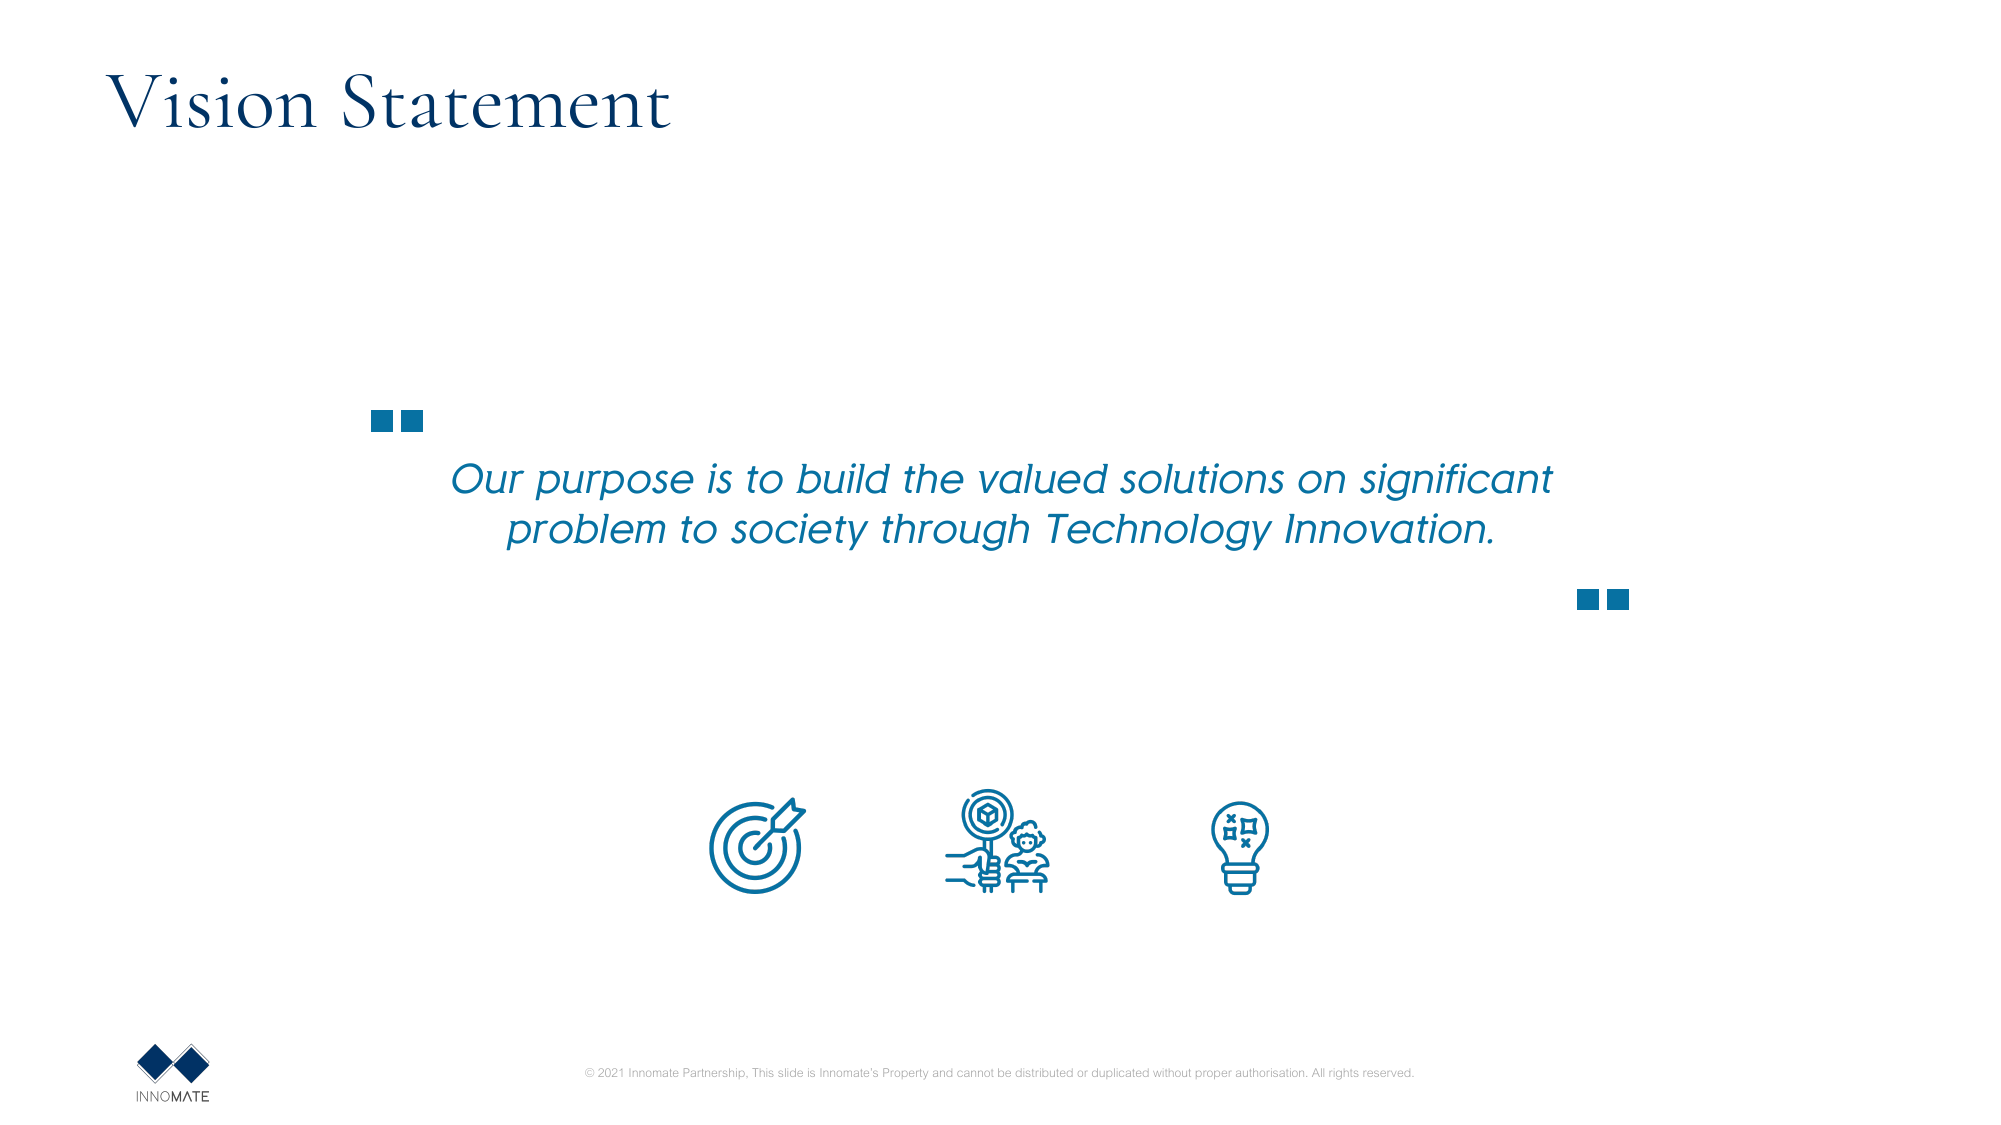 Vision Statement
Our purpose is to build the valued solutions on significant
problem to society through Technology Innovation.
INNOMATE
© 2021 Innomate Partnership, This slide is Innomate's Property and cannot be distributed or duplicated without proper authorisation. All rights reserved.